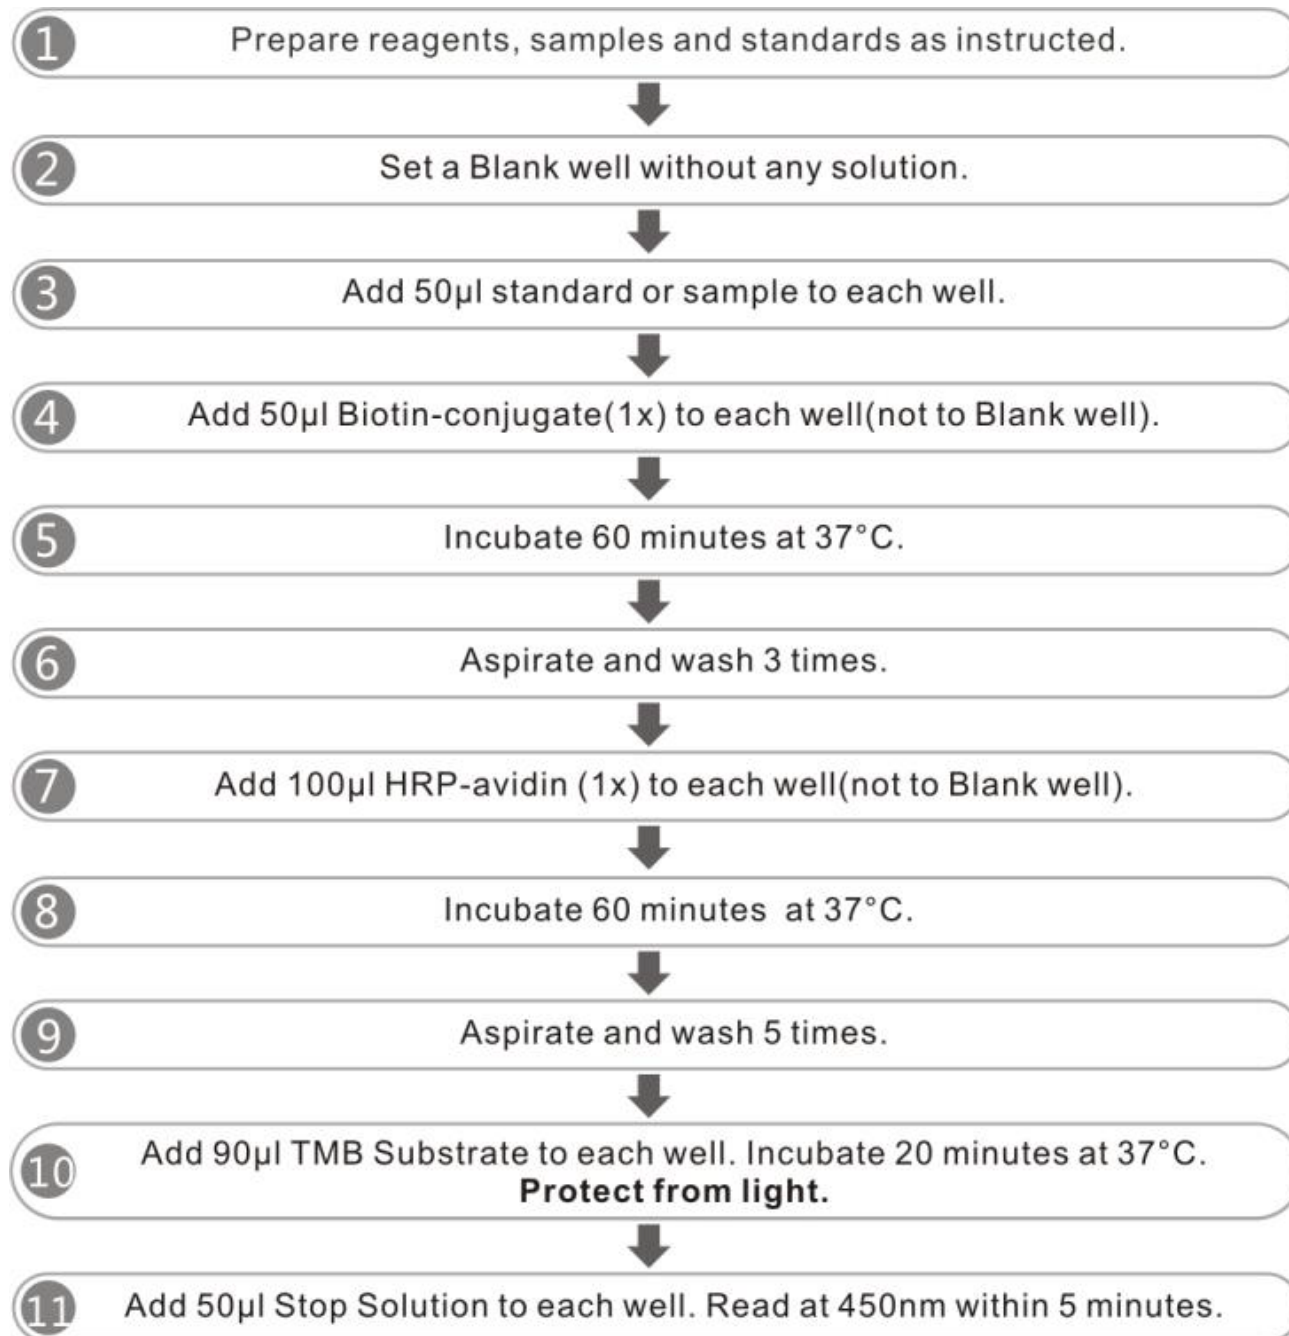 1 Prepare reagents, samples and standards as instructed.
2 Set a Blank well without any solution.
3 Add 50µl standard or sample to each well.
4 Add 50µl Biotin-conjugate(1x) to each well(not to Blank well).
5 Incubate 60 minutes at 37°C.
6 Aspirate and wash 3 times.
7 Add 100µl HRP-avidin (1x) to each well(not to Blank well).
8 Incubate 60 minutes  at 37°C.
9 Aspirate and wash 5 times.
10 Add 90µl TMB Substrate to each well. Incubate 20 minutes at 37°C.
Protect from light.
11 Add 50µl Stop Solution to each well. Read at 450nm within 5 minutes.